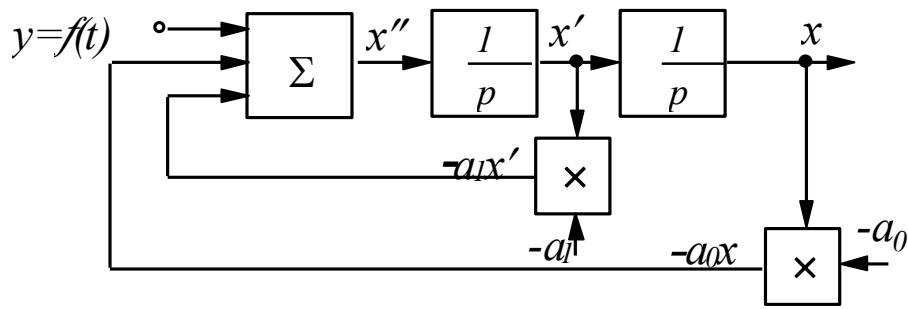 y=f(t)
Σ
x″
1
p
x′
1
p
x
-a₁x′
×
-a₁
-a₀x
×
-a₀